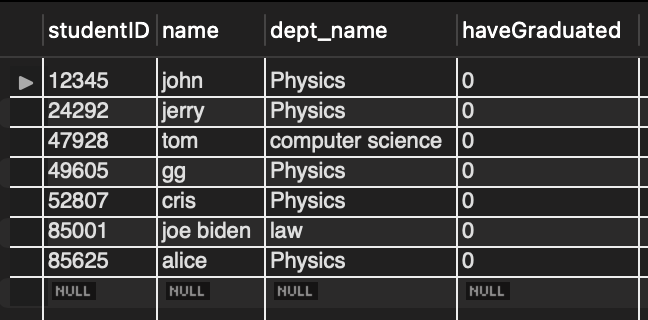 studentID name dept_name haveGraduated
12345 john Physics 0
24292 jerry Physics 0
47928 tom computer science 0
49605 gg Physics 0
52807 cris Physics 0
85001 joe biden law 0
85625 alice Physics 0
NULL NULL NULL NULL